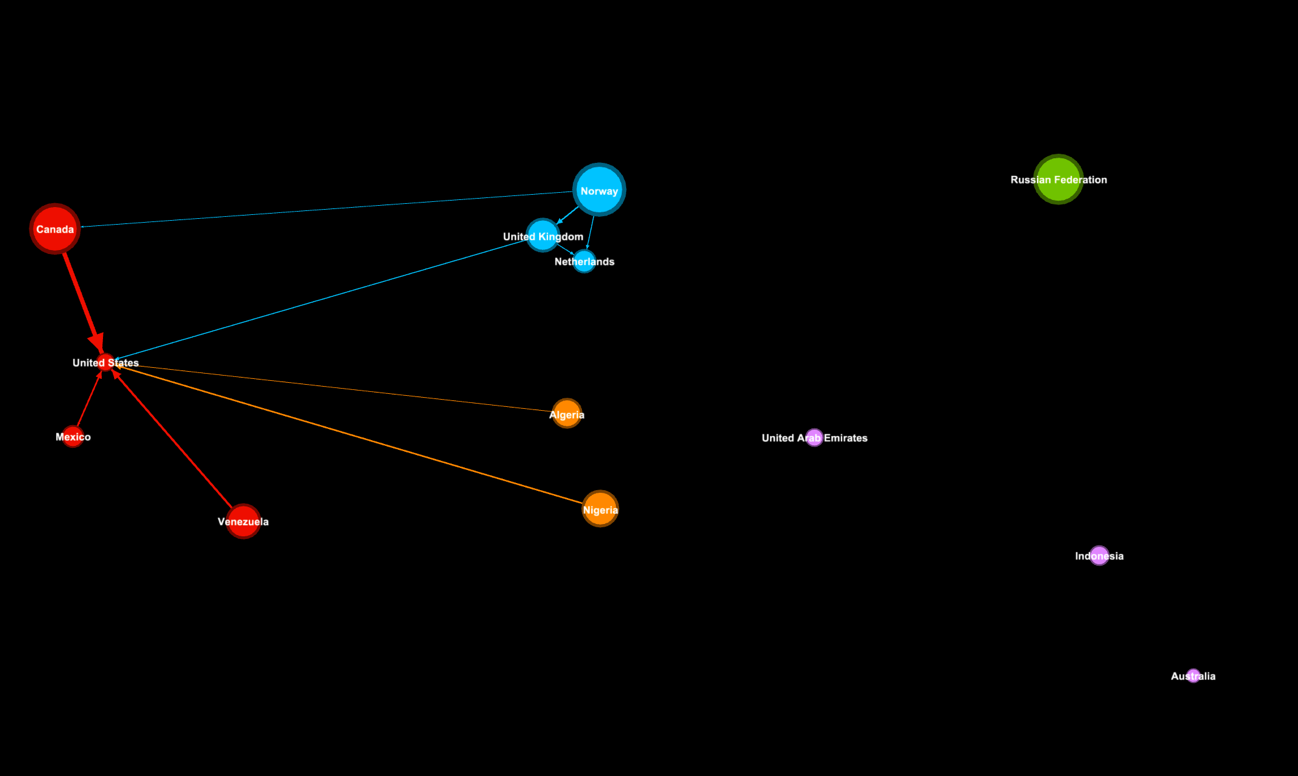 Russian Federation
Norway
Canada
United Kingdom
Netherlands
United States
Algeria
Mexico
United Arab Emirates
Nigeria
Venezuela
Indonesia
Australia